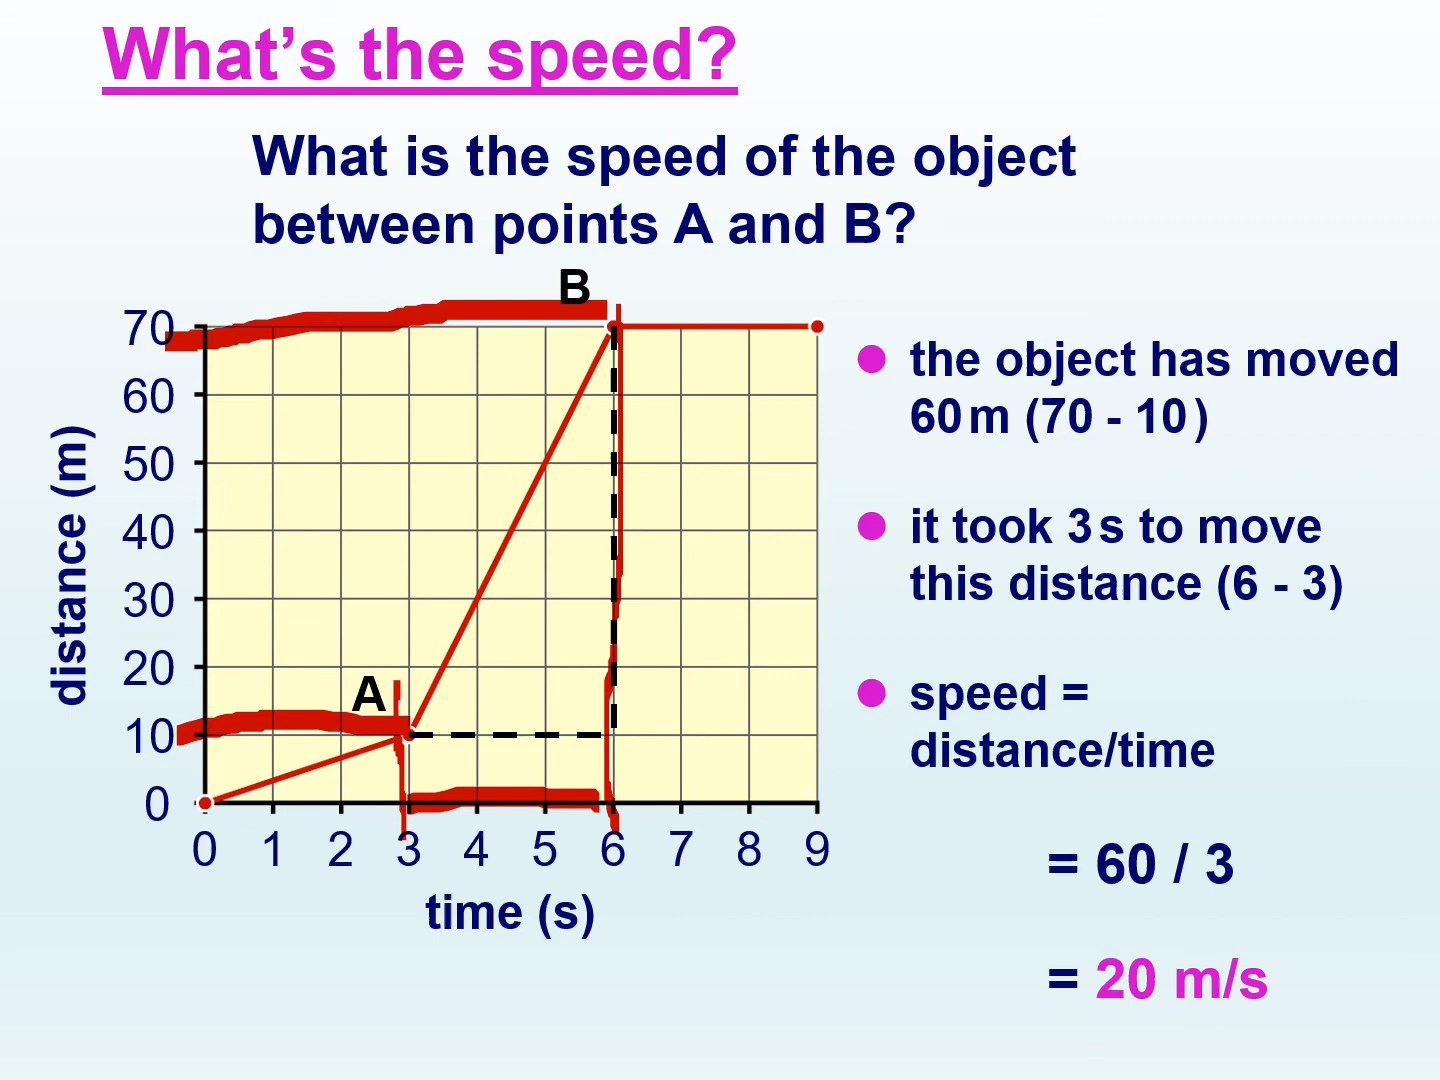 What's the speed?
What is the speed of the object
between points A and B?
B
70
60
50
40
30
20
10
0
A
distance (m)
0 1 2 3 4 5 6 7 8 9
time (s)
the object has moved
60 m (70 - 10 )
it took 3 s to move
this distance (6 - 3)
speed =
distance/time
= 60 / 3
= 20 m/s